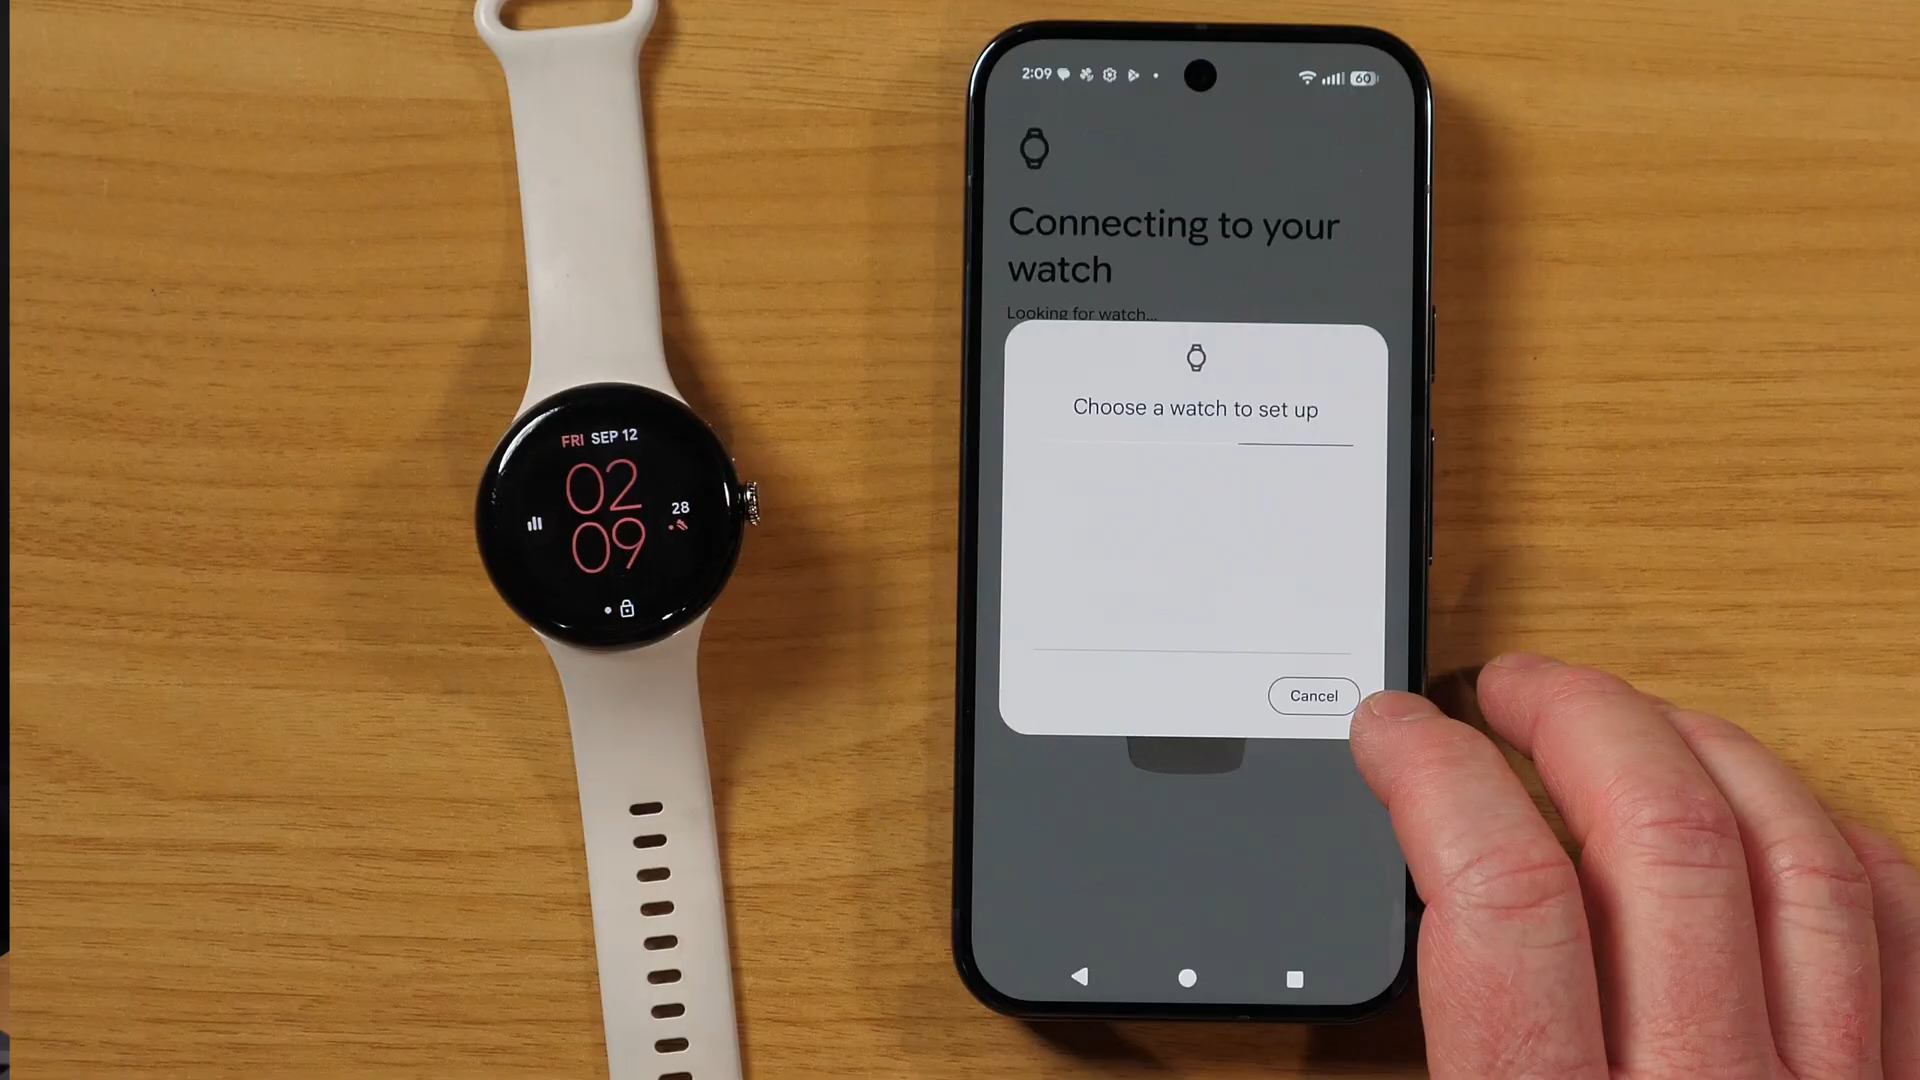 FRI SEP 12
02
09
28
2:09
60
Connecting to your
watch
Looking for watch...
Choose a watch to set up
Cancel